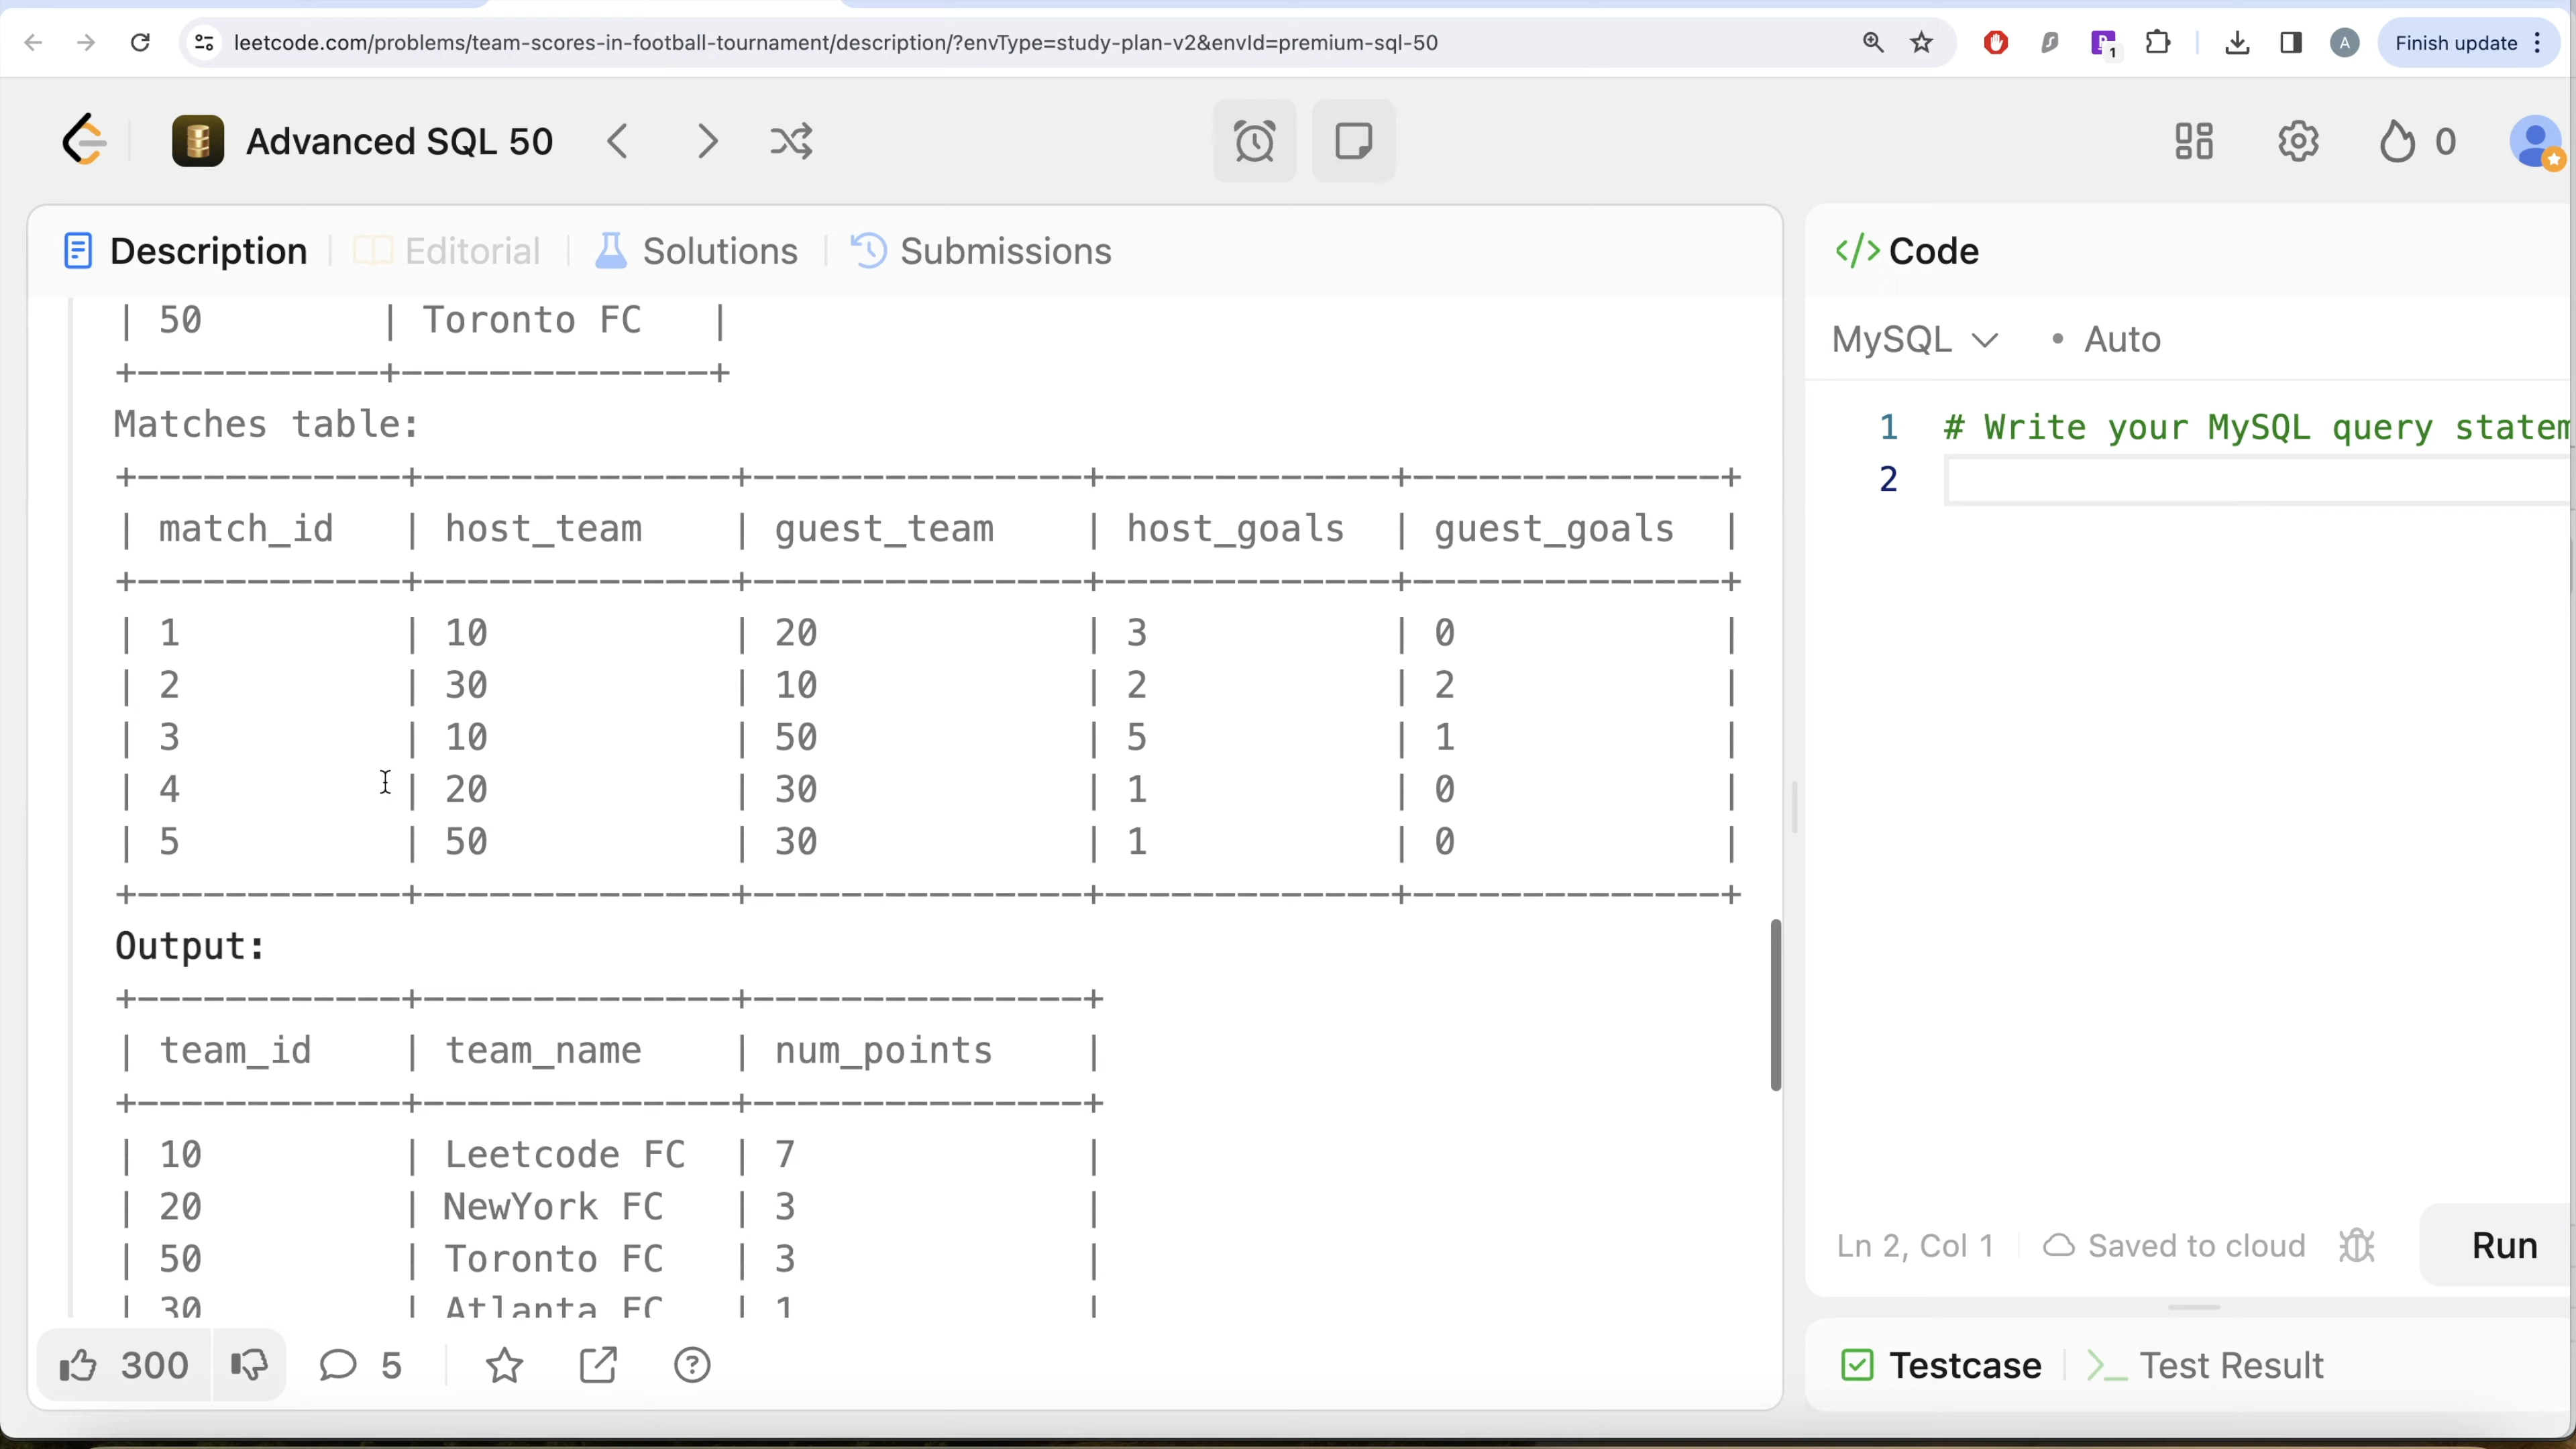 leetcode.com/problems/team-scores-in-football-tournament/description/?envType=study-plan-v2&envId=premium-sql-50
1
A
Finish update
Advanced SQL 50
0
Description | Editorial | Solutions | Submissions
| 50 | Toronto FC |
+------------+--------------+
Matches table:
+------------+--------------+---------------+-------------+--------------+
| match_id | host_team | guest_team | host_goals | guest_goals |
+------------+--------------+---------------+-------------+--------------+
| 1 | 10 | 20 | 3 | 0 |
| 2 | 30 | 10 | 2 | 2 |
| 3 | 10 | 50 | 5 | 1 |
| 4 | 20 | 30 | 1 | 0 |
| 5 | 50 | 30 | 1 | 0 |
+------------+--------------+---------------+-------------+--------------+
Output:
+------------+--------------+---------------+
| team_id | team_name | num_points |
+------------+--------------+---------------+
| 10 | Leetcode FC | 7 |
| 20 | NewYork FC | 3 |
| 50 | Toronto FC | 3 |
| 30 | Atlanta FC | 1 |
300
5
</> Code
MySQL • Auto
1 # Write your MySQL query statem
2
Ln 2, Col 1
Saved to cloud
Run
Testcase
Test Result